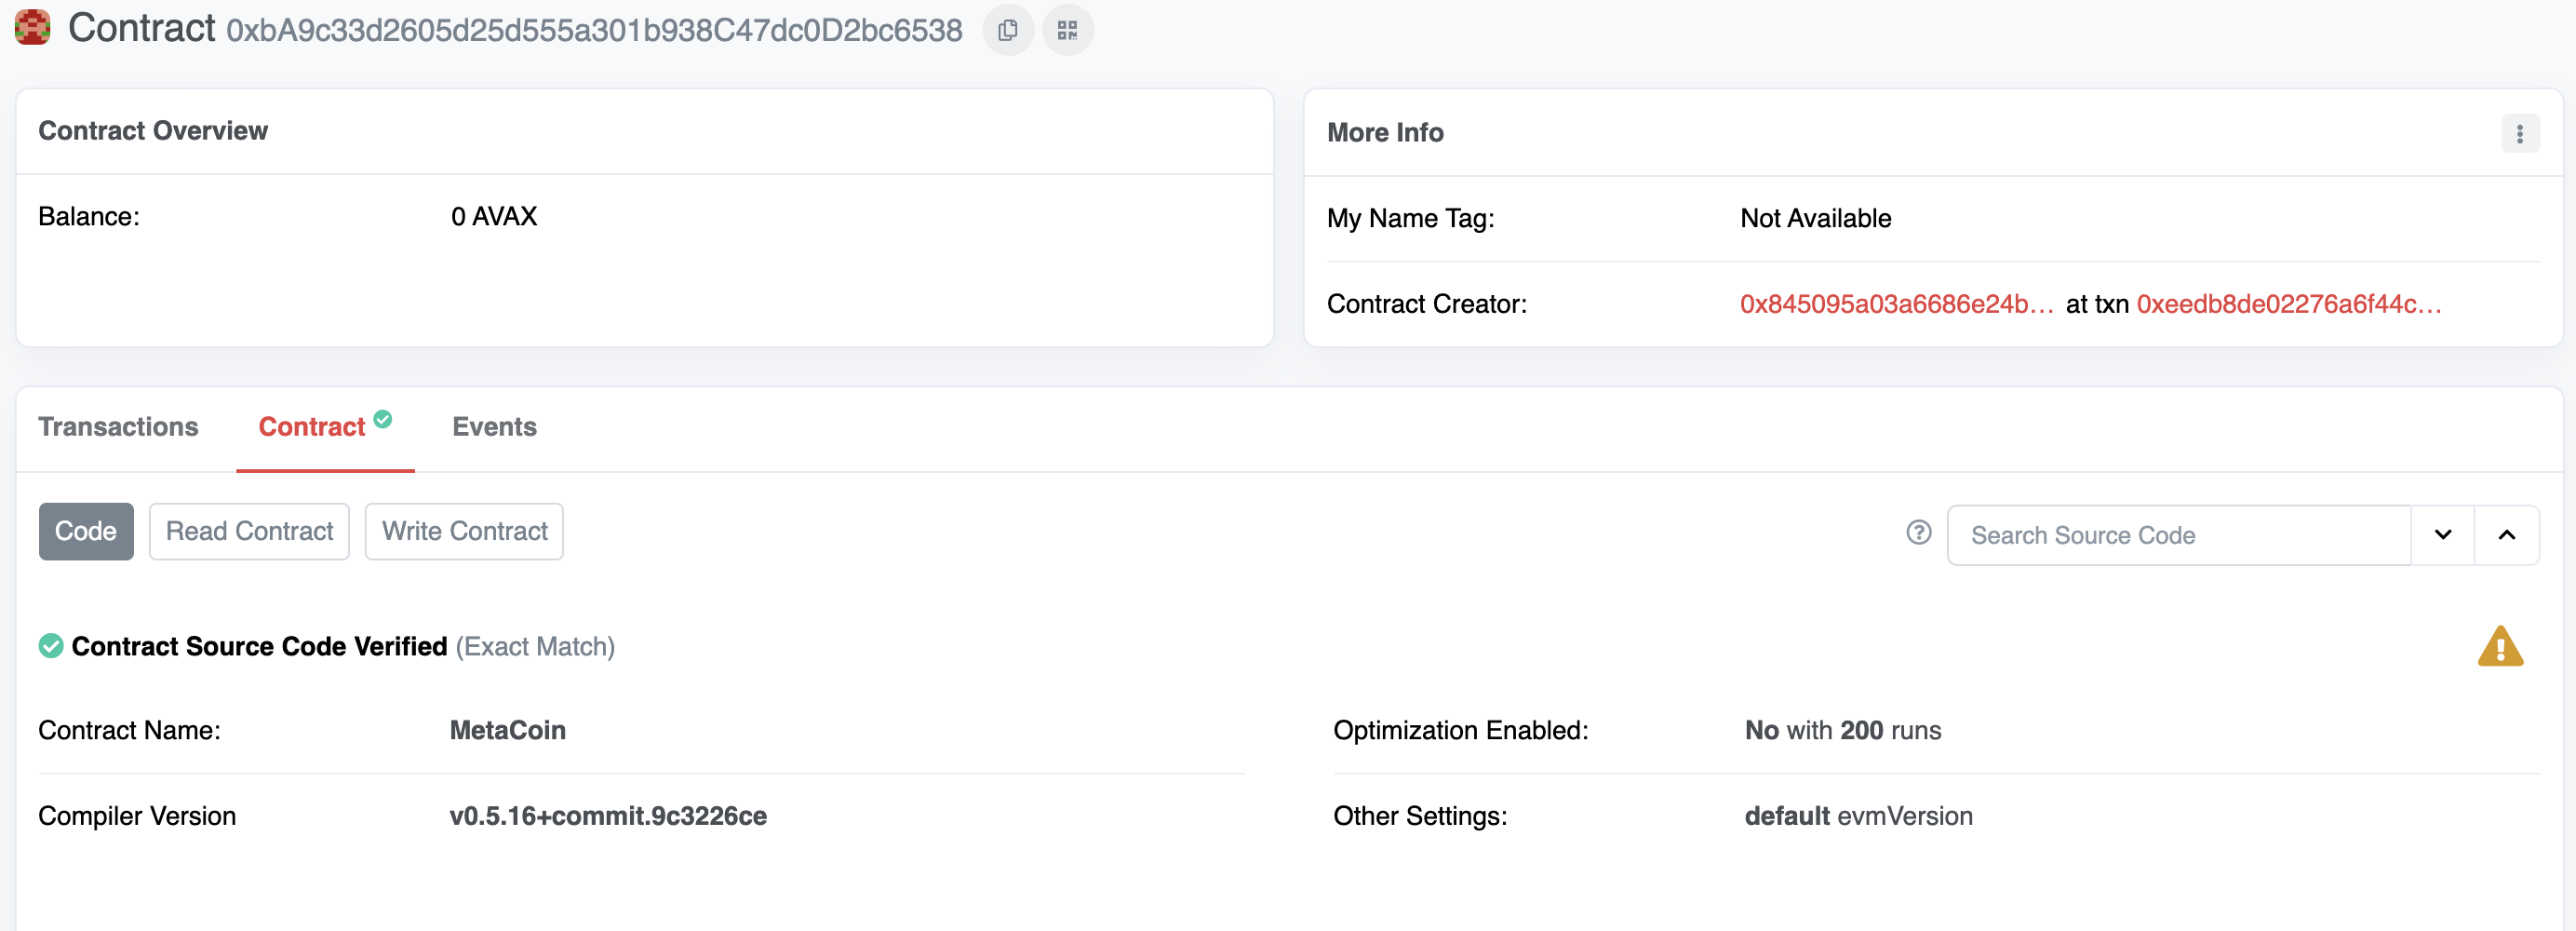 Contract 0xbA9c33d2605d25d555a301b938C47dc0D2bc6538
Contract Overview
Balance: 0 AVAX
More Info
My Name Tag: Not Available
Contract Creator: 0x845095a03a6686e24b... at txn 0xeedb8de02276a6f44c...
Transactions Contract Events
Code Read Contract Write Contract Search Source Code
Contract Source Code Verified (Exact Match)
Contract Name: MetaCoin
Optimization Enabled: No with 200 runs
Compiler Version v0.5.16+commit.9c3226ce
Other Settings: default evmVersion